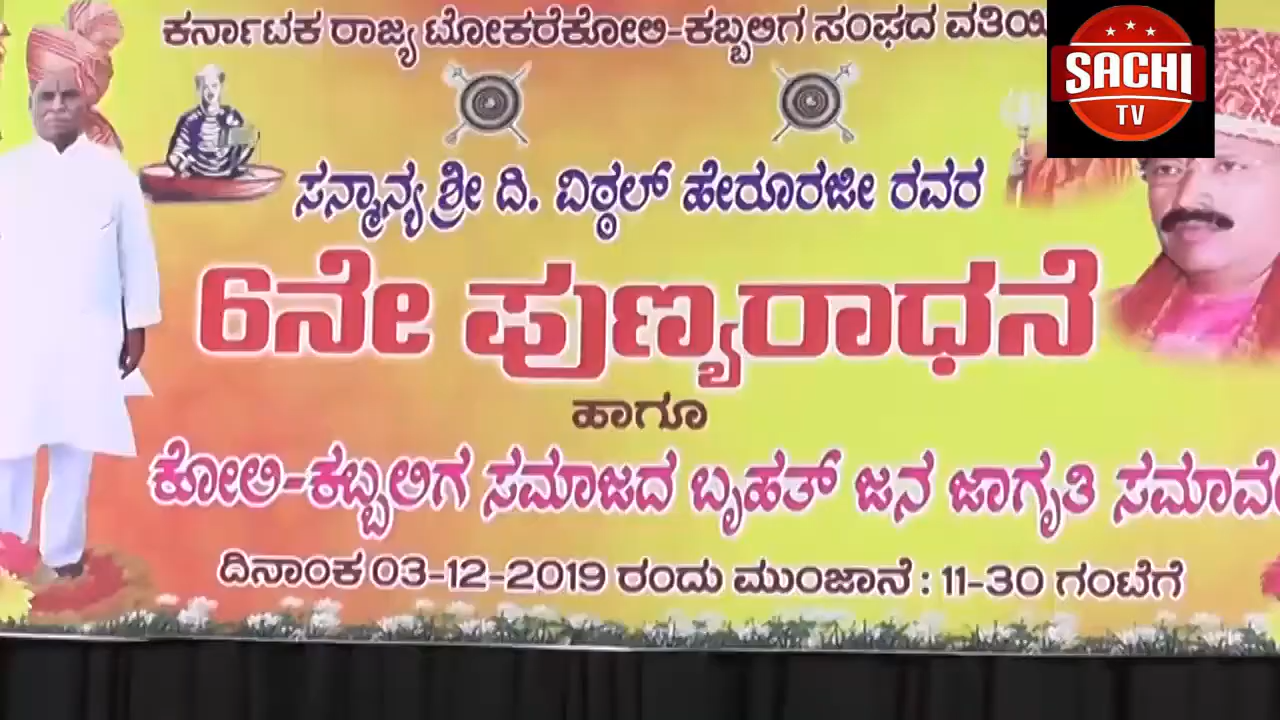 ಕರ್ನಾಟಕ ರಾಜ್ಯ ಟೋಕರೆಕೋಲಿ-ಕಬ್ಬಲಿಗ ಸಂಘದ ವತಿಯಿ
SACHI
TV
ಸನ್ಮಾನ್ಯ ಶ್ರೀ ದಿ. ವಿಠ್ಠಲ್ ಹೇರೂರಜೀ ರವರ
6ನೇ ಪುಣ್ಯರಾಧನೆ
ಹಾಗೂ
ಕೋಲಿ-ಕಬ್ಬಲಿಗ ಸಮಾಜದ ಬೃಹತ್ ಜನ ಜಾಗೃತಿ ಸಮಾವೇ
ದಿನಾಂಕ 03-12-2019 ರಂದು ಮುಂಜಾನೆ : 11-30 ಗಂಟೆಗೆ